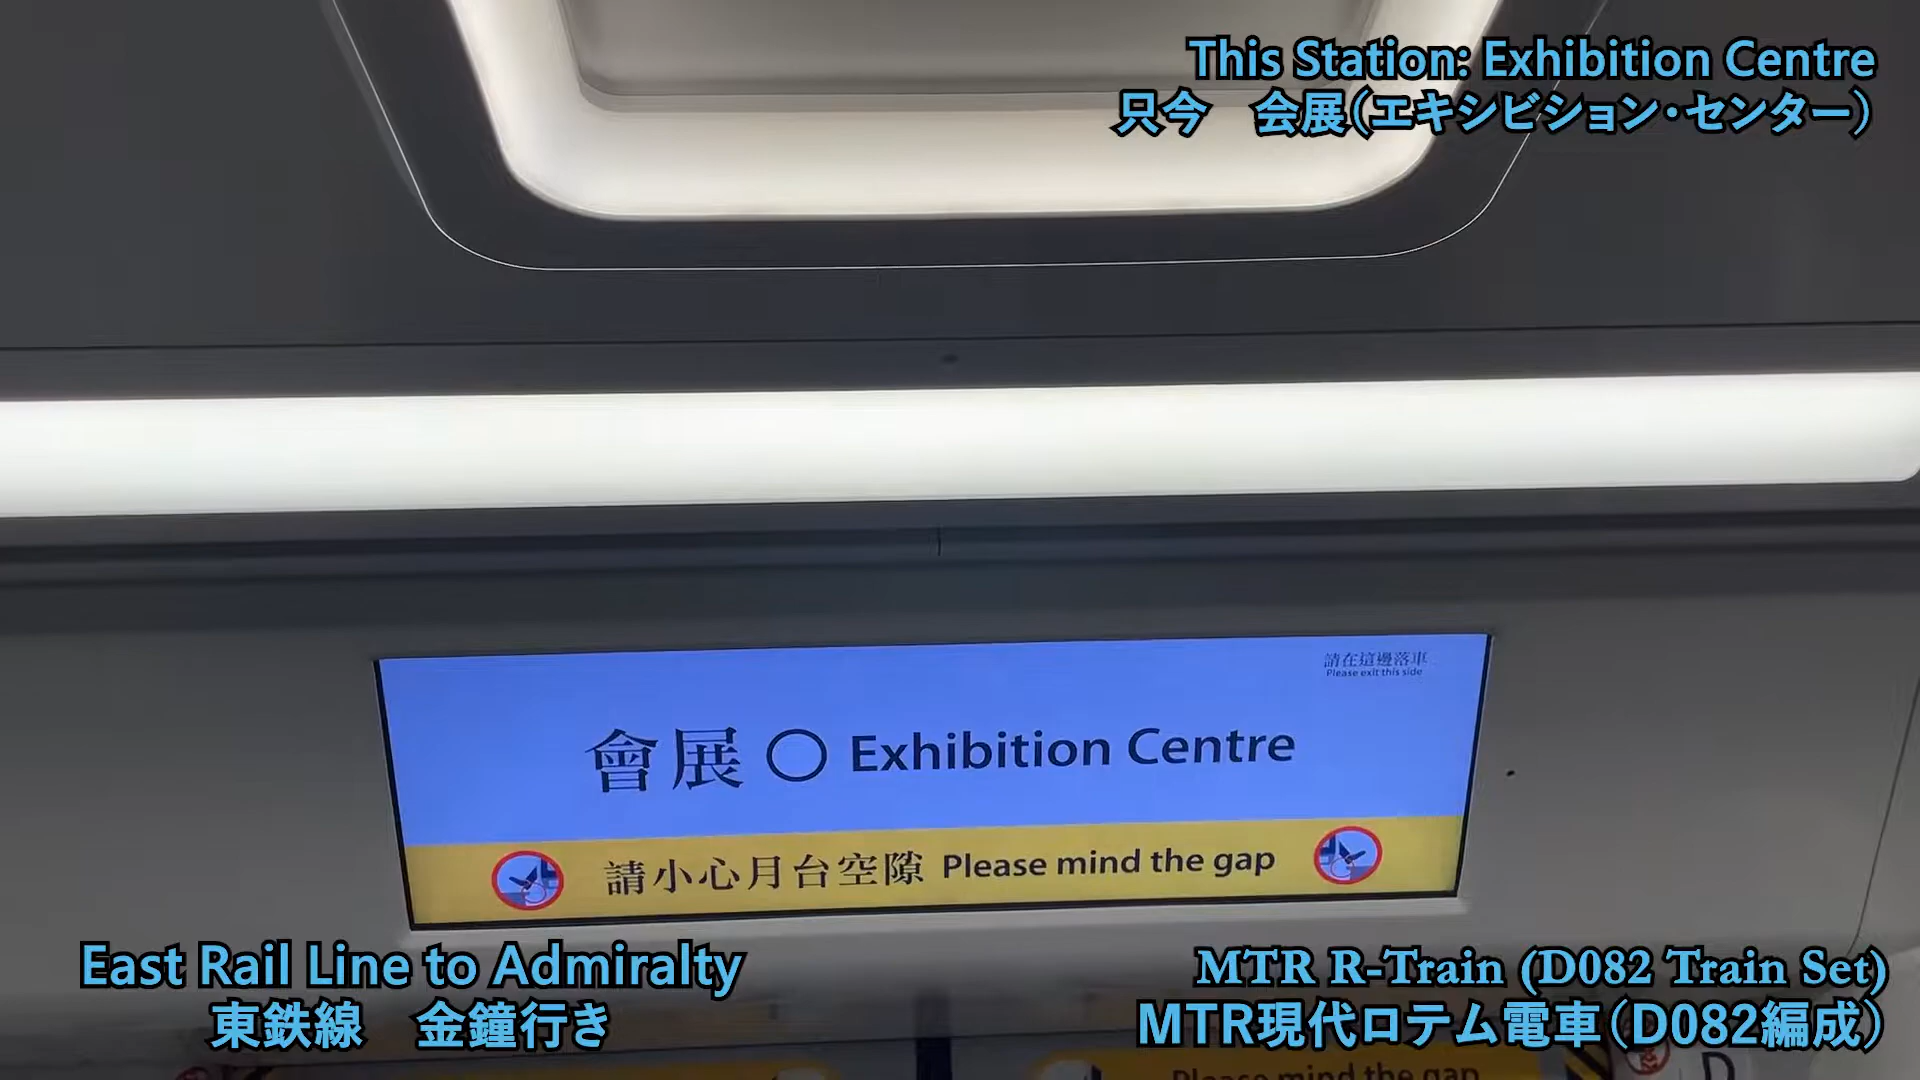 This Station: Exhibition Centre
只今　会展（エキシビション・センター）
請在這邊落車
Please exit this side
會展 Exhibition Centre
請小心月台空隙 Please mind the gap
East Rail Line to Admiralty
東鉄線　金鐘行き
MTR R-Train (D082 Train Set)
MTR現代ロテム電車（D082編成）
Please mind the gap
D